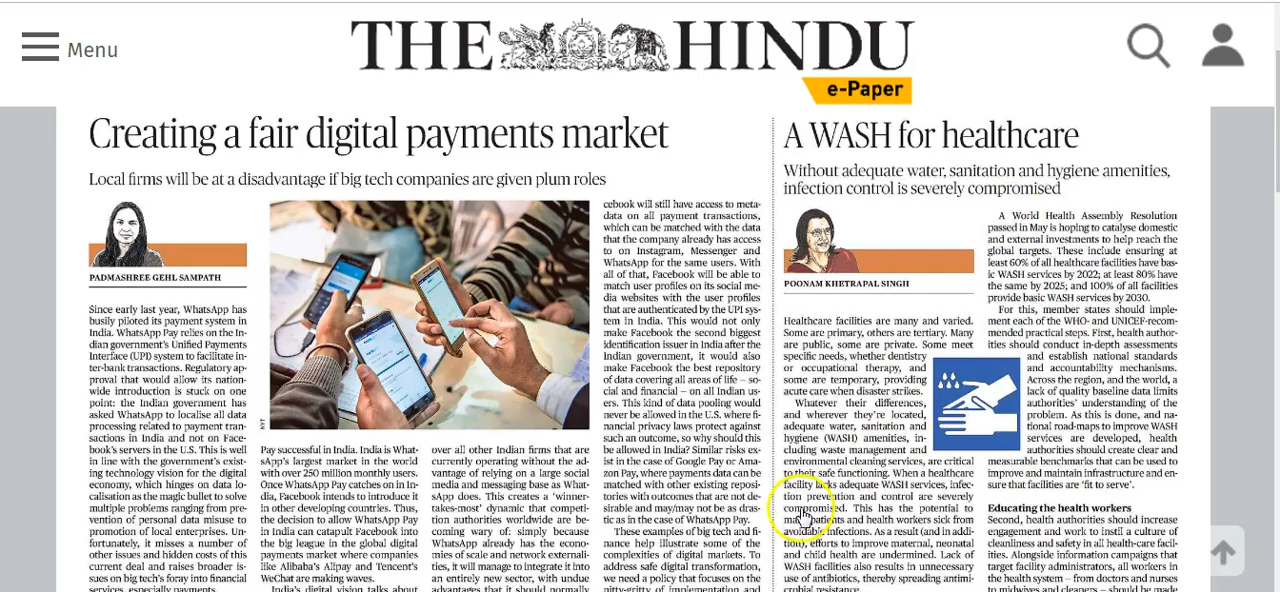 Menu
THE HINDU
e-Paper
Creating a fair digital payments market
Local firms will be at a disadvantage if big tech companies are given plum roles
PADMASHREE GEHL SAMPATH
Since early last year, WhatsApp has
busily piloted its payment system in
India. WhatsApp Pay relies on the In-
dian government's Unified Payments
Interface (UPI) system to facilitate in-
ter-bank transactions. Regulatory ap-
proval that would allow its nation-
wide introduction is stuck on one
point: the Indian government has
asked WhatsApp to localise all data
processing related to payment tran-
sactions in India and not on Face-
book's servers in the U.S. This is well
in line with the government's exist-
ing technology vision for the digital
economy, which hinges on data lo-
calisation as the magic bullet to solve
multiple problems ranging from pre-
vention of personal data misuse to
promotion of local enterprises. Un-
fortunately, it misses a number of
other issues and hidden costs of this
current deal and raises broader is-
sues on big tech's foray into financial
services, especially payments.
NYT
Pay successful in India. India is What-
sApp's largest market in the world
with over 250 million monthly users.
Once WhatsApp Pay catches on in In-
dia, Facebook intends to introduce it
in other developing countries. Thus,
the decision to allow WhatsApp Pay
in India can catapult Facebook into
the big league in the global digital
payments market where companies
like Alibaba's Alipay and Tencent's
WeChat are making waves.
India's digital vision talks about
over all other Indian firms that are
currently operating without the ad-
vantage of relying on a large social
media and messaging base as What-
sApp does. This creates a 'winner-
takes-most' dynamic that competi-
tion authorities worldwide are be-
coming wary of: simply because
WhatsApp already has the econo-
mies of scale and network externali-
ties, it will manage to integrate it into
an entirely new sector, with undue
advantages that it should normally
cebook will still have access to meta-
data on all payment transactions,
which can be matched with the data
that the company already has access
to on Instagram, Messenger and
WhatsApp for the same users. With
all of that, Facebook will be able to
match user profiles on its social me-
dia websites with the user profiles
that are authenticated by the UPI sys-
tem in India. This would not only
make Facebook the second biggest
identification issuer in India after the
Indian government, it would also
make Facebook the best repository
of data covering all areas of life – so-
cial and financial – on all Indian us-
ers. This kind of data pooling would
never be allowed in the U.S. where fi-
nancial privacy laws protect against
such an outcome, so why should this
be allowed in India? Similar risks ex-
ist in the case of Google Pay or Ama-
zon Pay, where payments data can be
matched with other existing reposi-
tories with outcomes that are not de-
sirable and may/may not be as dras-
tic as in the case of WhatsApp Pay.
These examples of big tech and fi-
nance help illustrate some of the
complexities of digital markets. To
address safe digital transformation,
we need a policy that focuses on the
nitty-gritty of implementation and
A WASH for healthcare
Without adequate water, sanitation and hygiene amenities,
infection control is severely compromised
POONAM KHETRAPAL SINGH
Healthcare facilities are many and varied.
Some are primary, others are tertiary. Many
are public, some are private. Some meet
specific needs, whether dentistry
or occupational therapy, and
some are temporary, providing
acute care when disaster strikes.
Whatever their differences,
and wherever they're located,
adequate water, sanitation and
hygiene (WASH) amenities, in-
cluding waste management and
environmental cleaning services, are critical
to their safe functioning. When a healthcare
facility lacks adequate WASH services, infec-
tion prevention and control are severely
compromised. This has the potential to
make patients and health workers sick from
avoidable infections. As a result (and in addi-
tion), efforts to improve maternal, neonatal
and child health are undermined. Lack of
WASH facilities also results in unnecessary
use of antibiotics, thereby spreading antimi-
crobial resistance.
A World Health Assembly Resolution
passed in May is hoping to catalyse domestic
and external investments to help reach the
global targets. These include ensuring at
least 60% of all healthcare facilities have bas-
ic WASH services by 2022; at least 80% have
the same by 2025; and 100% of all facilities
provide basic WASH services by 2030.
For this, member states should imple-
ment each of the WHO- and UNICEF-recom-
mended practical steps. First, health author-
ities should conduct in-depth assessments
and establish national standards
and accountability mechanisms.
Across the region, and the world, a
lack of quality baseline data limits
authorities' understanding of the
problem. As this is done, and na-
tional road-maps to improve WASH
services are developed, health
authorities should create clear and
measurable benchmarks that can be used to
improve and maintain infrastructure and en-
sure that facilities are 'fit to serve'.
Educating the health workers
Second, health authorities should increase
engagement and work to instil a culture of
cleanliness and safety in all health-care facil-
ities. Alongside information campaigns that
target facility administrators, all workers in
the health system – from doctors and nurses
to midwives and cleaners – should be made